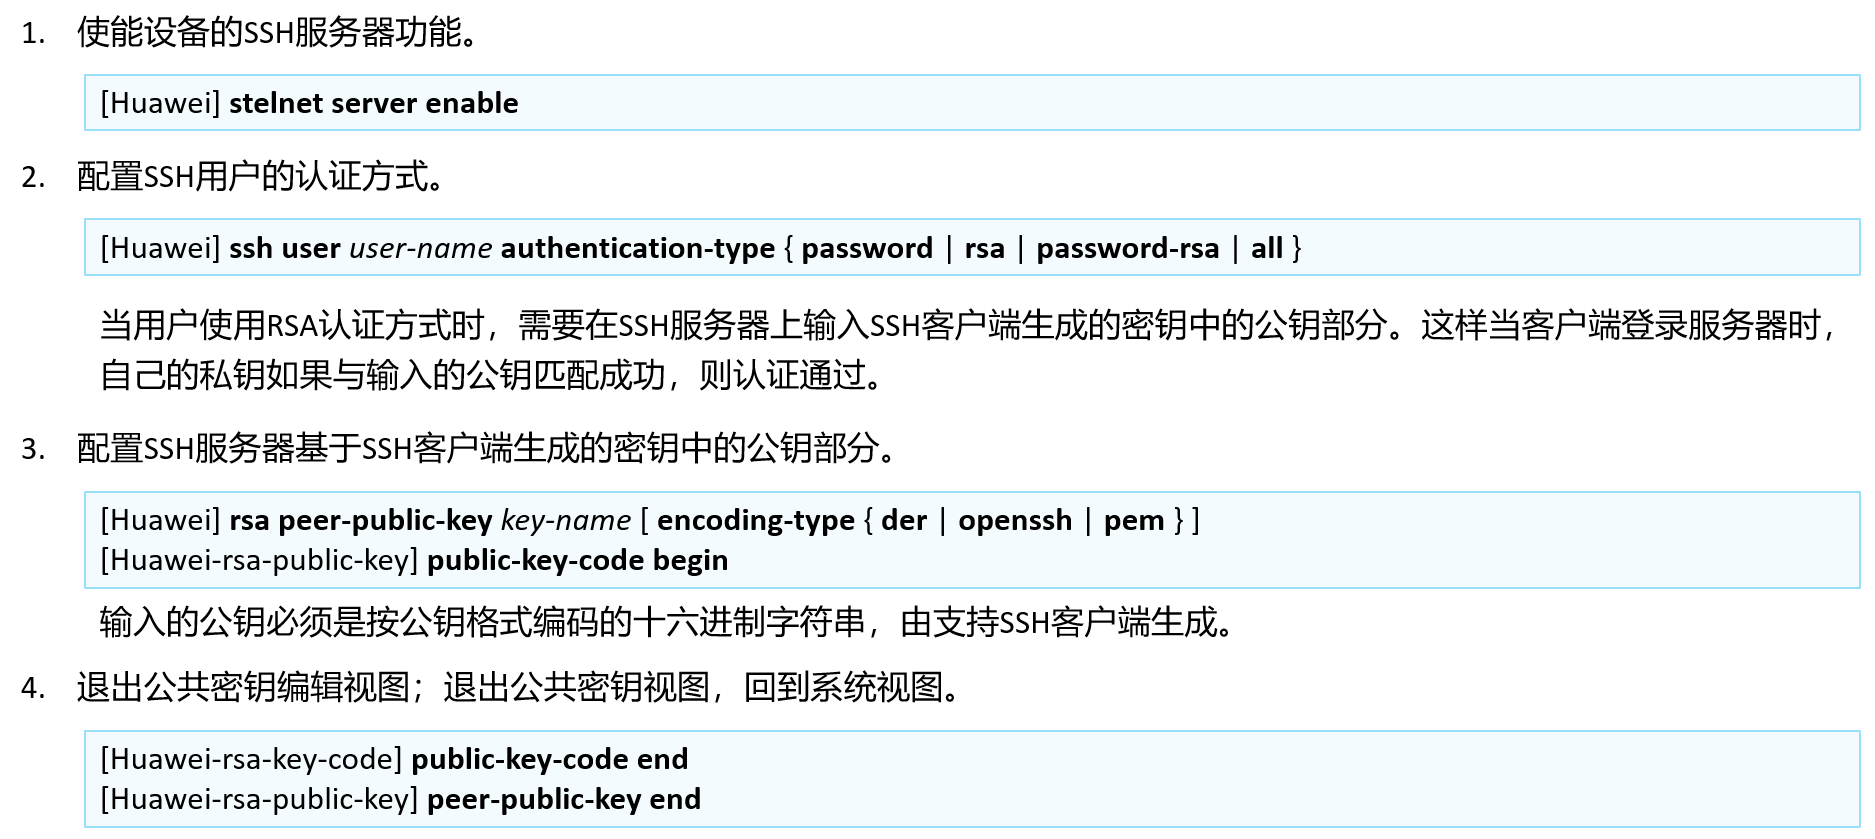 1. 使能设备的SSH服务器功能。
[Huawei] stelnet server enable
2. 配置SSH用户的认证方式。
[Huawei] ssh user user-name authentication-type { password | rsa | password-rsa | all }
当用户使用RSA认证方式时，需要在SSH服务器上输入SSH客户端生成的密钥中的公钥部分。这样当客户端登录服务器时，
自己的私钥如果与输入的公钥匹配成功，则认证通过。
3. 配置SSH服务器基于SSH客户端生成的密钥中的公钥部分。
[Huawei] rsa peer-public-key key-name [ encoding-type { der | openssh | pem } ]
[Huawei-rsa-public-key] public-key-code begin
输入的公钥必须是按公钥格式编码的十六进制字符串，由支持SSH客户端生成。
4. 退出公共密钥编辑视图；退出公共密钥视图，回到系统视图。
[Huawei-rsa-key-code] public-key-code end
[Huawei-rsa-public-key] peer-public-key end